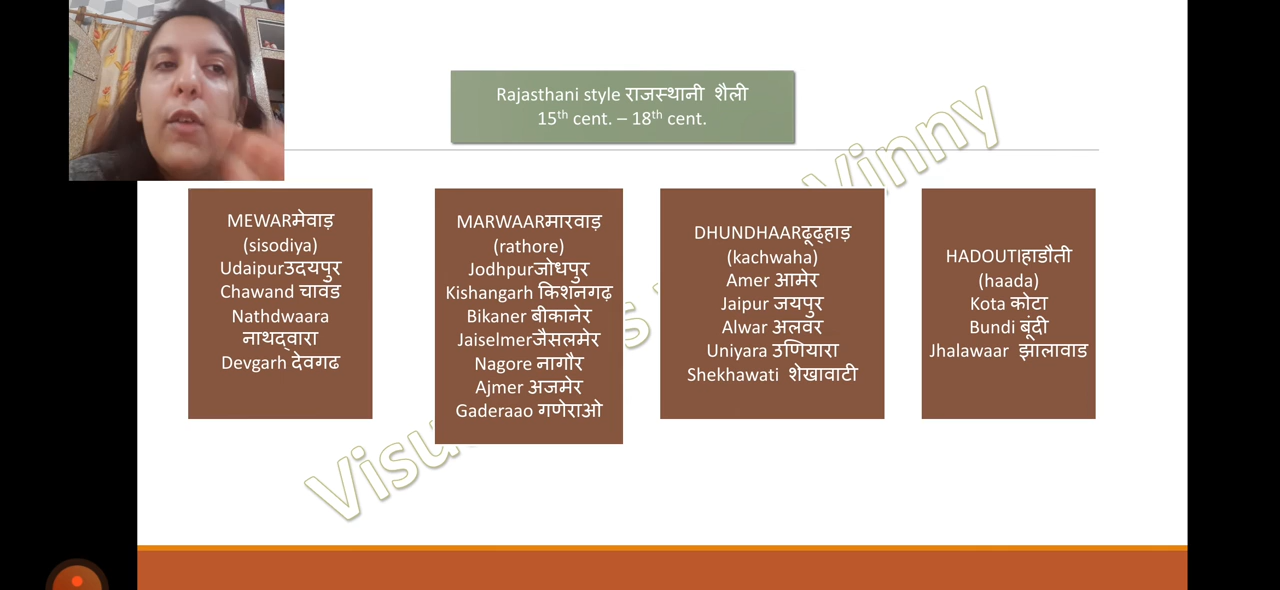 Rajasthani style राजस्थानी शैली
15th cent. – 18th cent.
MEWARमेवाड़
(sisodiya)
Udaipurउदयपुर
Chawand चावंड
Nathdwaara
नाथद्वारा
Devgarh देवगढ
MARWAARमारवाड़
(rathore)
Jodhpurजोधपुर
Kishangarh किशनगढ़
Bikaner बीकानेर
Jaiselmerजैसलमेर
Nagore नागौर
Ajmer अजमेर
Gaderaao गणेराओ
DHUNDHAARढूढ्हाड़
(kachwaha)
Amer आमेर
Jaipur जयपुर
Alwar अलवर
Uniyara उणियारा
Shekhawati शेखावाटी
HADOUTIहाडौती
(haada)
Kota कोटा
Bundi बूंदी
Jhalawaar झालावाड
Vinny